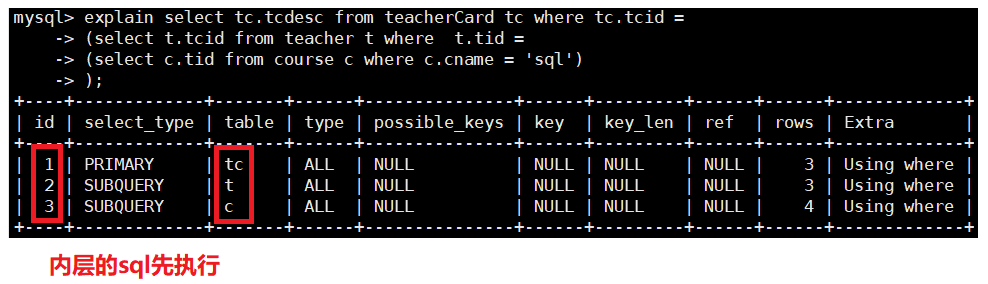 mysql> explain select tc.tcdesc from teacherCard tc where tc.tcid =
    -> (select t.tcid from teacher t where  t.tid =
    -> (select c.tid from course c where c.cname = 'sql')
    -> );
+----+-------------+-------+------+---------------+------+---------+------+------+-------------+
| id | select_type | table | type | possible_keys | key  | key_len | ref  | rows | Extra       |
+----+-------------+-------+------+---------------+------+---------+------+------+-------------+
|  1 | PRIMARY     | tc    | ALL  | NULL          | NULL | NULL    | NULL |    3 | Using where |
|  2 | SUBQUERY    | t     | ALL  | NULL          | NULL | NULL    | NULL |    3 | Using where |
|  3 | SUBQUERY    | c     | ALL  | NULL          | NULL | NULL    | NULL |    4 | Using where |
+----+-------------+-------+------+---------------+------+---------+------+------+-------------+
内层的sql先执行